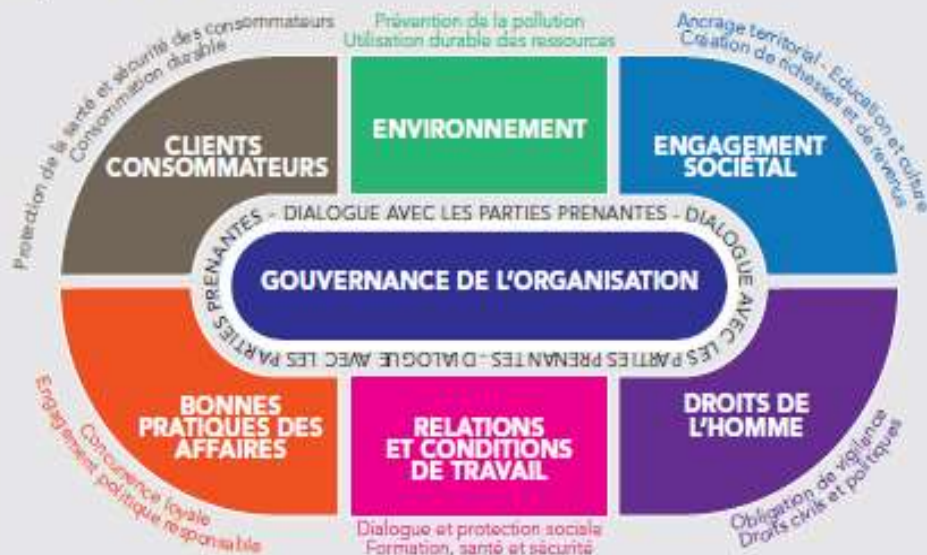 Protection de la santé et sécurité des consommateurs
Consommation durable
Prévention de la pollution
Utilisation durable des ressources
Ancrage territorial - Education et culture
Création de richesses et de revenus
CLIENTS
CONSOMMATEURS
ENVIRONNEMENT
ENGAGEMENT
SOCIÉTAL
DIALOGUE AVEC LES PARTIES PRENANTES - DIALOGUE AVEC LES PARTIES PRENANTES - DIALOGUE AVEC LES PARTIES PRENANTES -
GOUVERNANCE DE L'ORGANISATION
BONNES
PRATIQUES DES
AFFAIRES
RELATIONS
ET CONDITIONS
DE TRAVAIL
DROITS DE
L'HOMME
Concurrence loyale
Engagement politique responsable
Dialogue et protection sociale
Formation, santé et sécurité
Obligation de vigilance
Droits civils et politiques